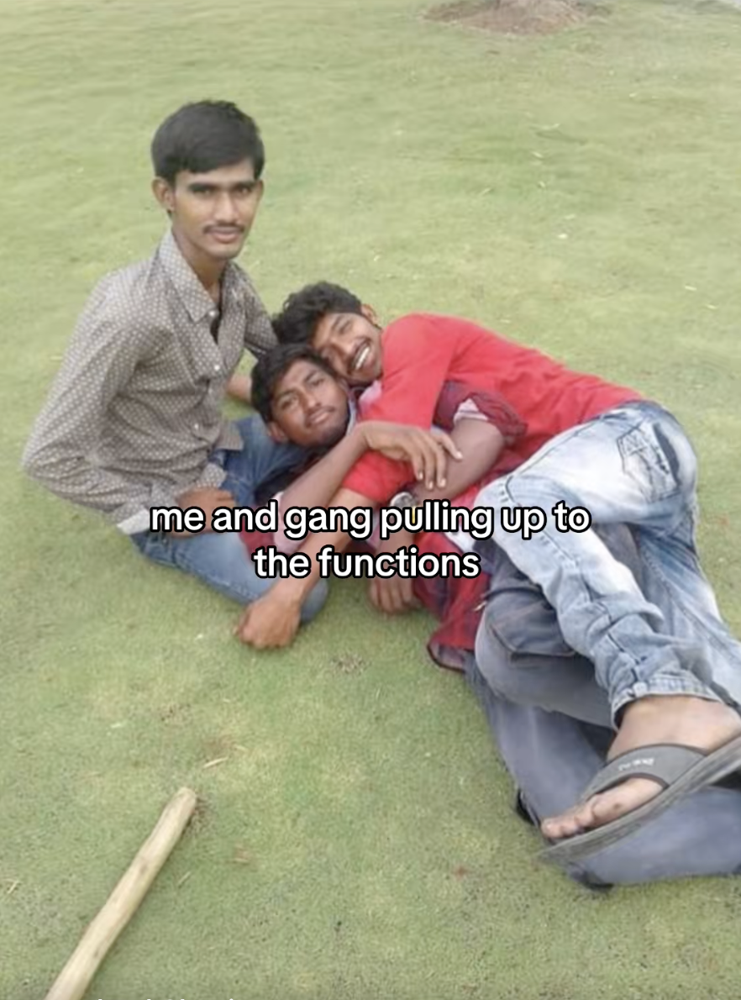 me and gang pulling up to
the functions